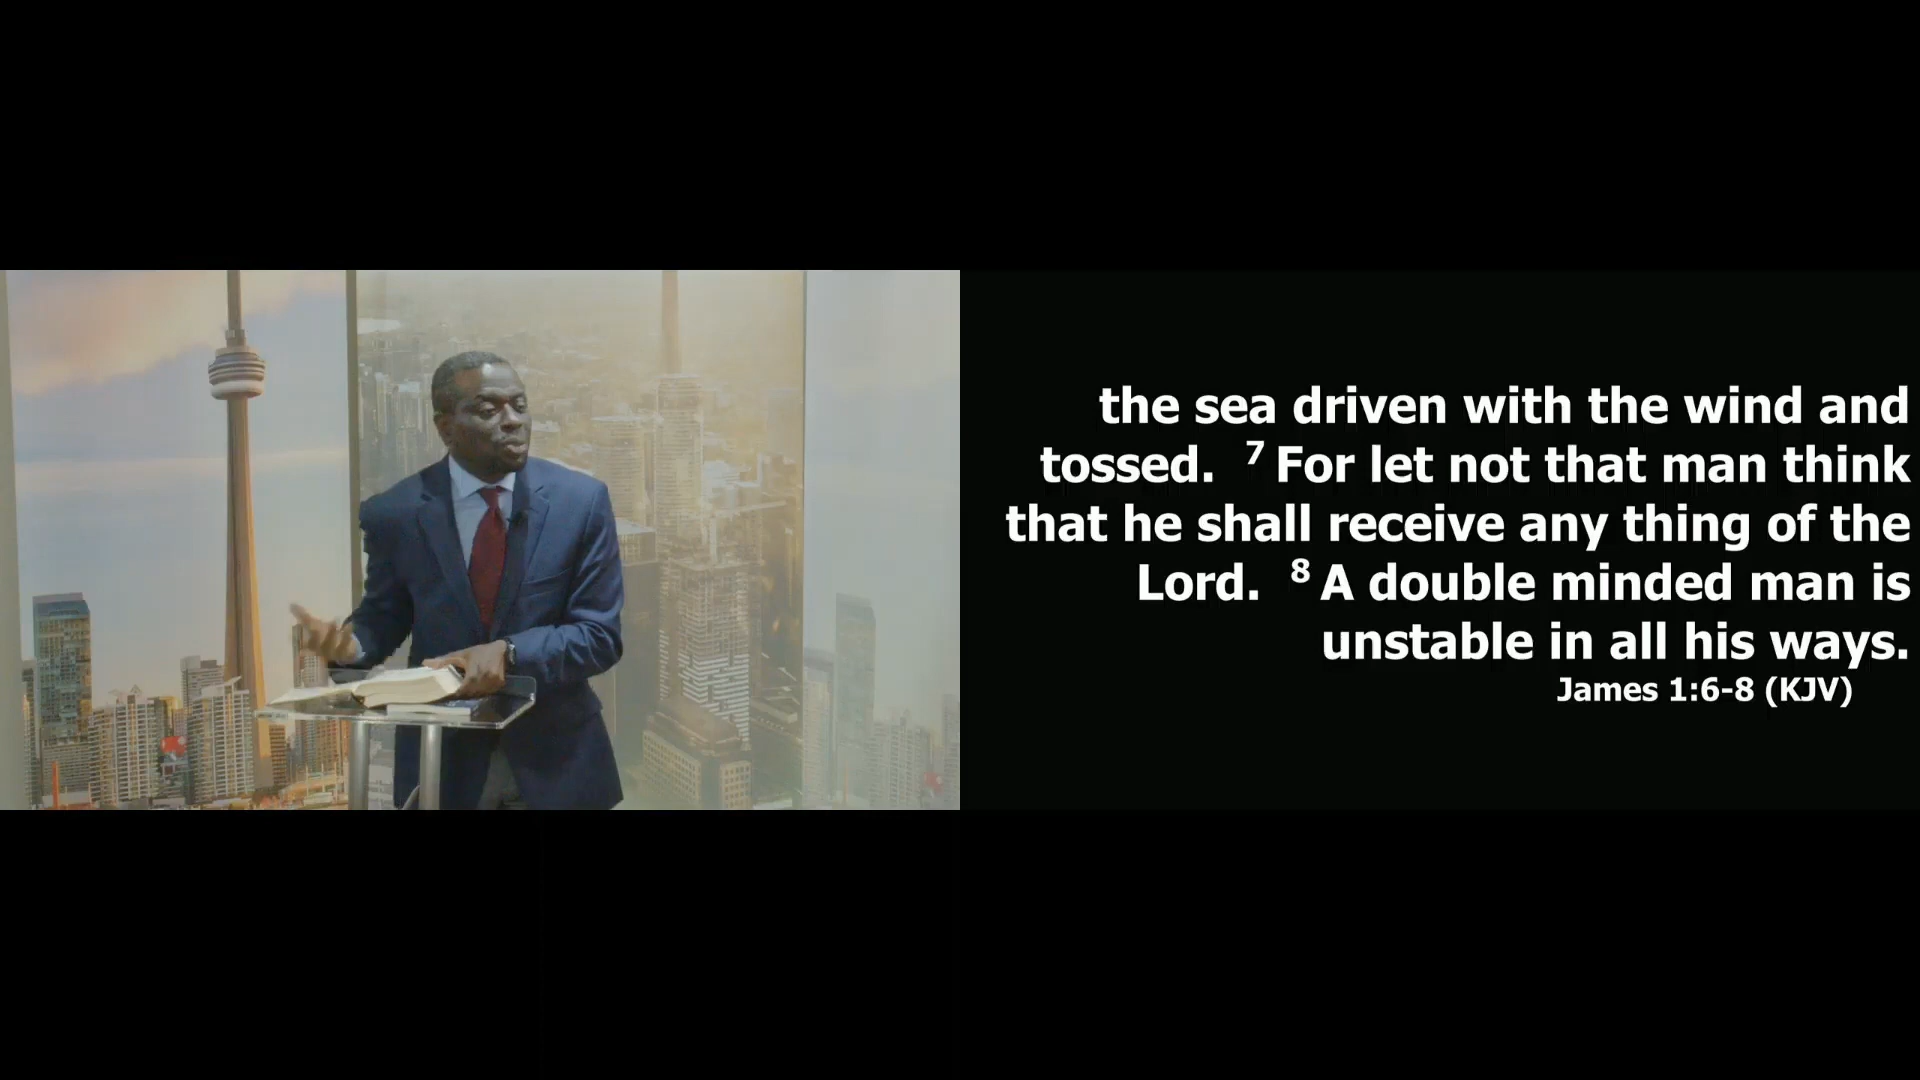 the sea driven with the wind and
tossed. ⁷ For let not that man think
that he shall receive any thing of the
Lord. ⁸ A double minded man is
unstable in all his ways.
James 1:6-8 (KJV)